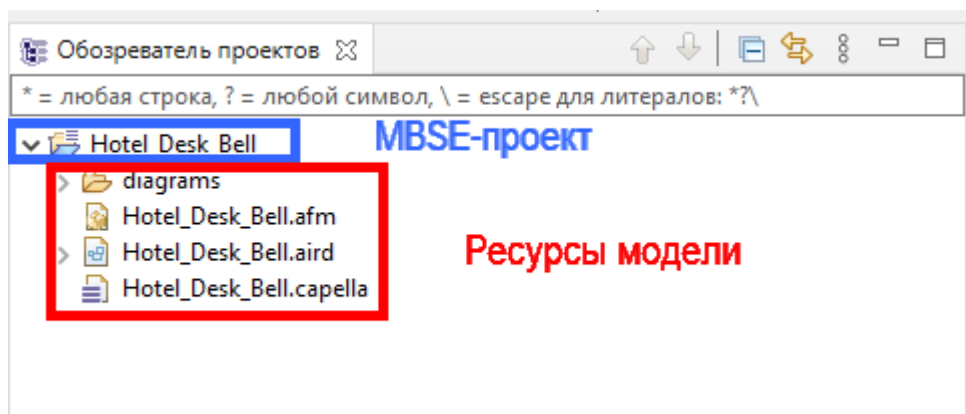 Обозреватель проектов
* = любая строка, ? = любой символ, \ = escape для литералов: *?\
Hotel_Desk_Bell MBSE-проект
diagrams
Hotel_Desk_Bell.afm
Hotel_Desk_Bell.aird Ресурсы модели
Hotel_Desk_Bell.capella